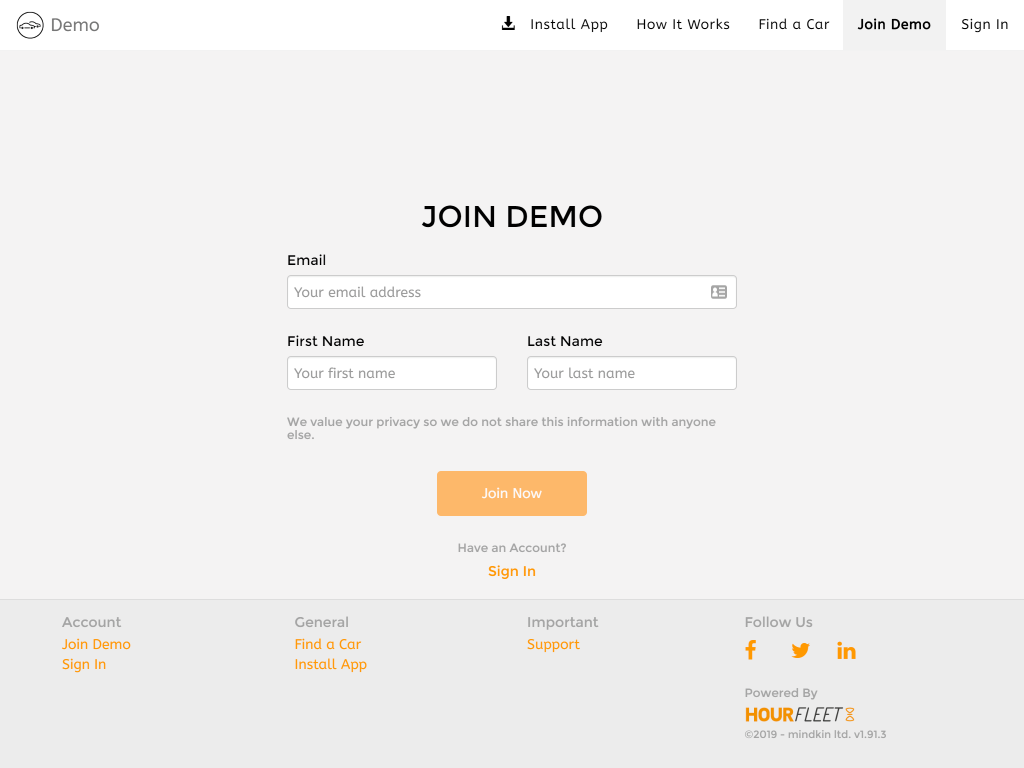 Demo
Install App
How It Works
Find a Car
Join Demo
Sign In
JOIN DEMO
Email
Your email address
First Name
Last Name
Your first name
Your last name
We value your privacy so we do not share this information with anyone
else.
Join Now
Have an Account?
Sign In
Account
Join Demo
Sign In
General
Find a Car
Install App
Important
Support
Follow Us
Powered By
HOURFLEET
©2019 - mindkin ltd. v1.91.3